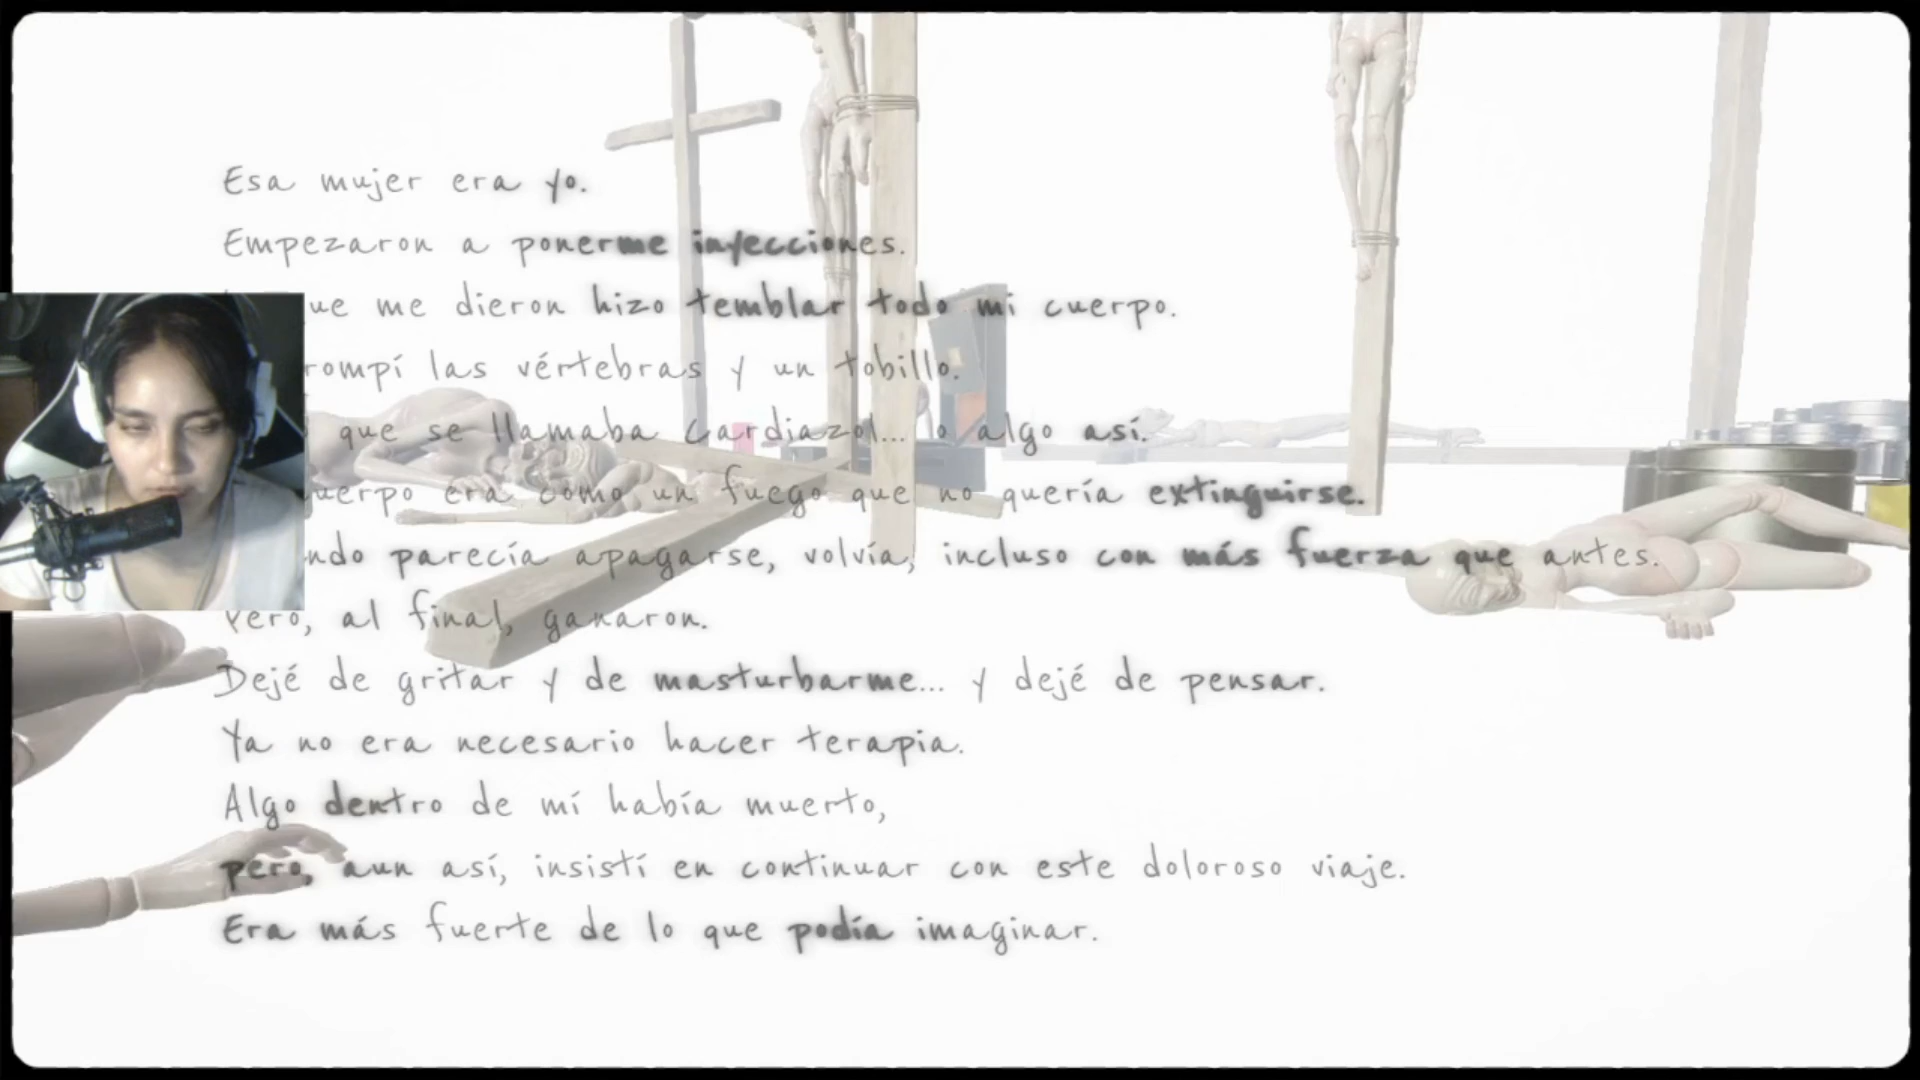 Esa mujer era yo.
Empezaron a ponerme inyecciones.
ue me dieron hizo temblar todo mi cuerpo.
rompí las vértebras y un tobillo.
que se llamaba Cardiazol... o algo así.
uerpo era como un fuego que no quería extinguirse.
ndo parecía apagarse, volvía, incluso con más fuerza que antes.
Pero, al final, ganaron.
Dejé de gritar y de masturbarme... y dejé de pensar.
Ya no era necesario hacer terapia.
Algo dentro de mí había muerto,
pero, aun así, insistí en continuar con este doloroso viaje.
Era más fuerte de lo que podía imaginar.